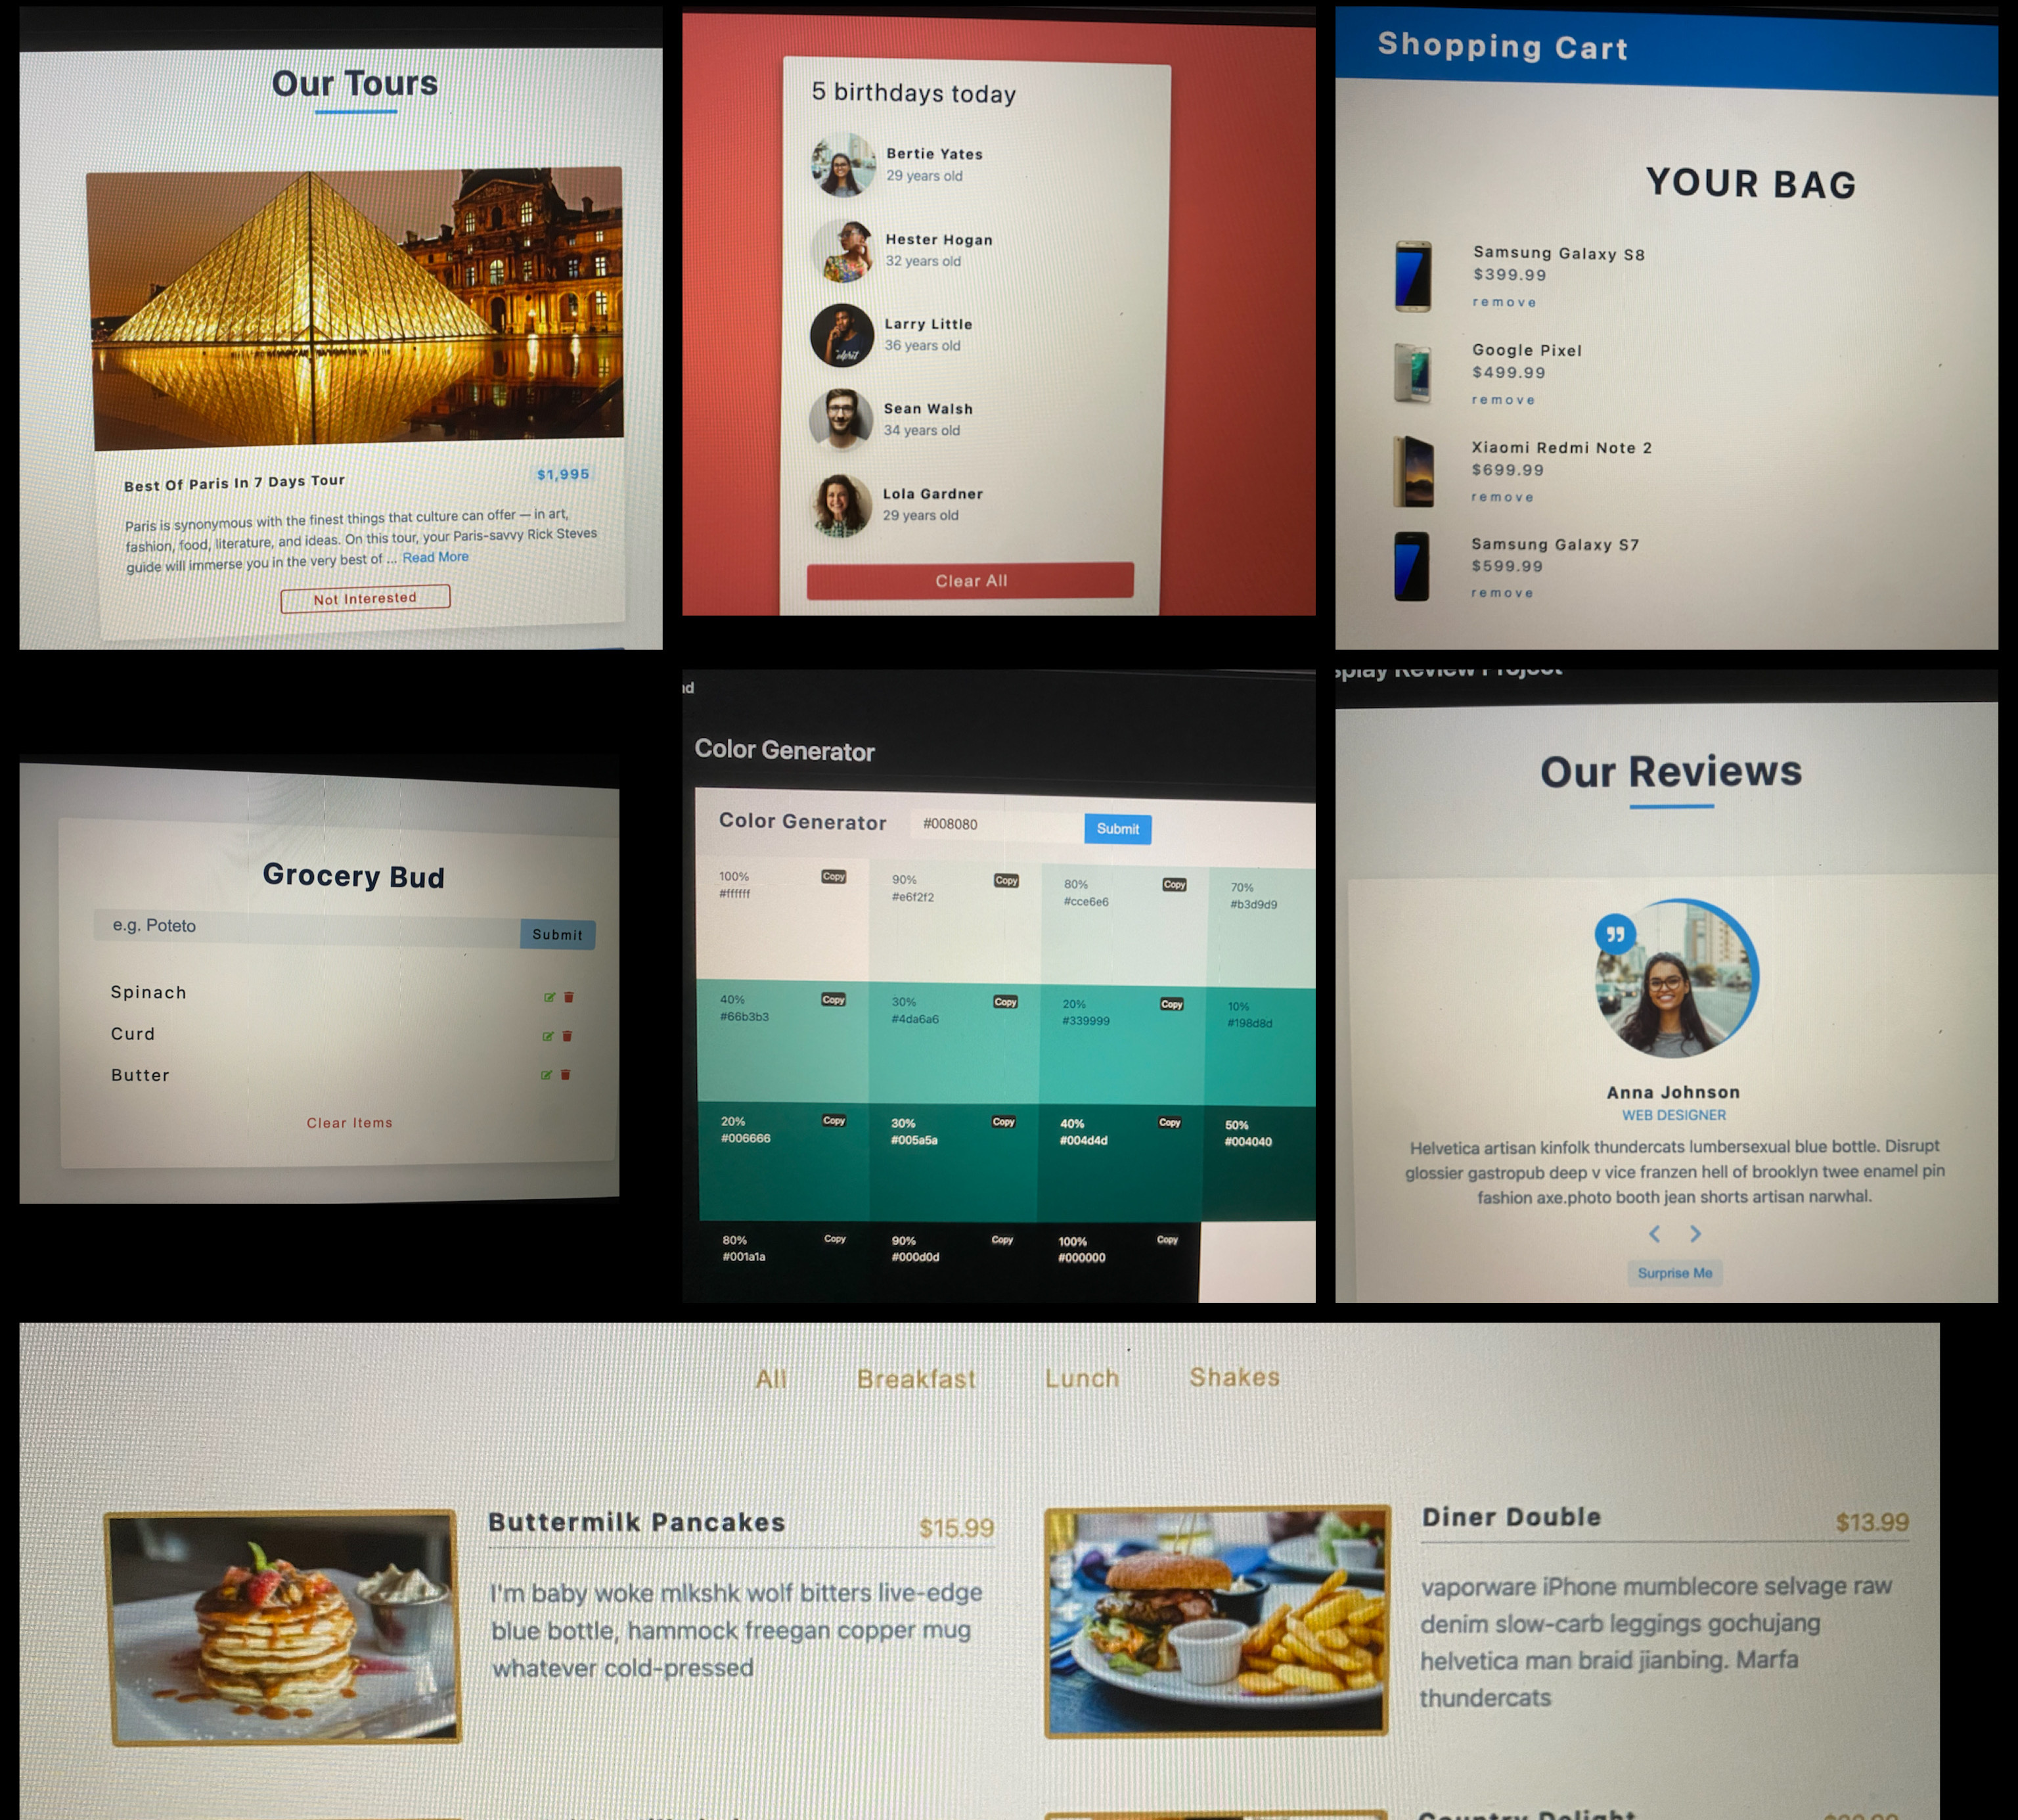 Our Tours
Best Of Paris In 7 Days Tour
$1,995
Paris is synonymous with the finest things that culture can offer — in art,
fashion, food, literature, and ideas. On this tour, your Paris-savvy Rick Steves
guide will immerse you in the very best of ... Read More
Not Interested
5 birthdays today
Bertie Yates
29 years old
Hester Hogan
32 years old
Larry Little
36 years old
Sean Walsh
34 years old
Lola Gardner
29 years old
Clear All
Shopping Cart
YOUR BAG
Samsung Galaxy S8
$399.99
remove
Google Pixel
$499.99
remove
Xiaomi Redmi Note 2
$699.99
remove
Samsung Galaxy S7
$599.99
remove
Grocery Bud
e.g. Poteto
Submit
Spinach
Curd
Butter
Clear Items
Color Generator
Color Generator #008080 Submit
100% Copy 90% Copy 80% Copy 70%
#ffffff #e6f2f2 #cce6e6 #b3d9d9
40% Copy 30% Copy 20% Copy 10%
#66b3b3 #4da6a6 #339999 #198d8d
20% Copy 30% Copy 40% Copy 50%
#006666 #005a5a #004d4d #004040
80% Copy 90% Copy 100% Copy
#001a1a #000d0d #000000
Review Project
Our Reviews
Anna Johnson
WEB DESIGNER
Helvetica artisan kinfolk thundercats lumbersexual blue bottle. Disrupt
glossier gastropub deep v vice franzen hell of brooklyn twee enamel pin
fashion axe.photo booth jean shorts artisan narwhal.
Surprise Me
All Breakfast Lunch Shakes
Buttermilk Pancakes $15.99
I'm baby woke mlkshk wolf bitters live-edge
blue bottle, hammock freegan copper mug
whatever cold-pressed
Diner Double $13.99
vaporware iPhone mumblecore selvage raw
denim slow-carb leggings gochujang
helvetica man braid jianbing. Marfa
thundercats
Country Delight